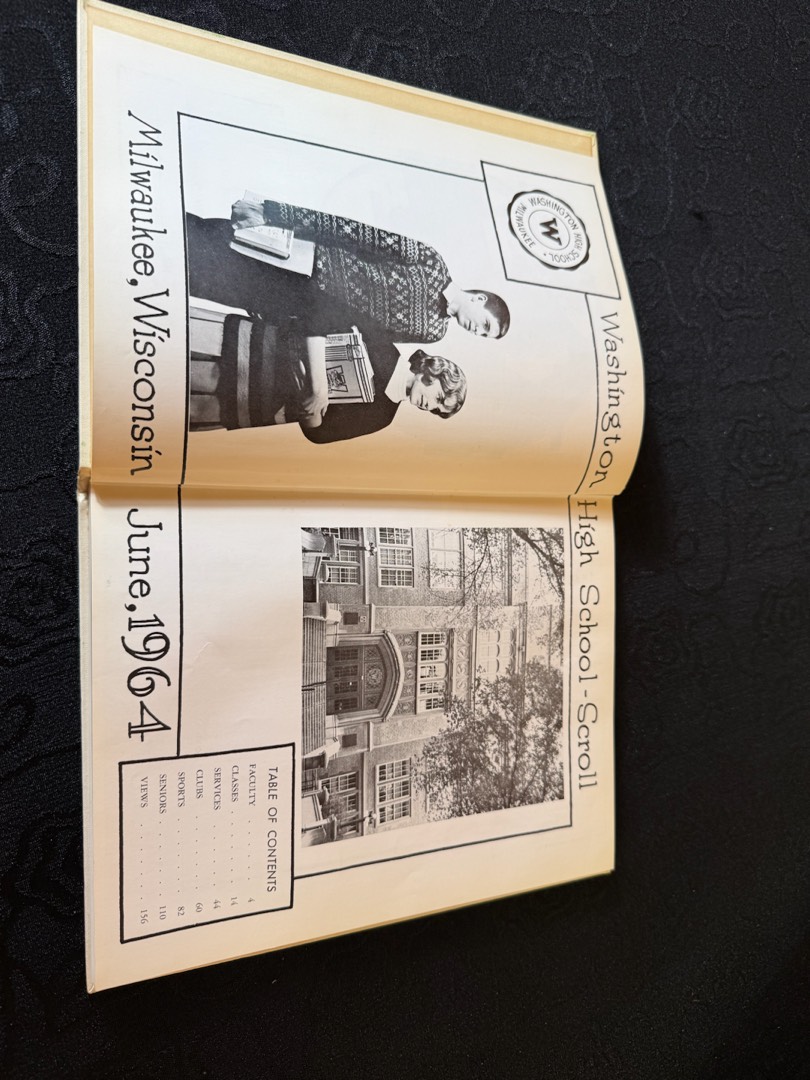 Washington High School-Scroll
WASHINGTON HIGH SCHOOL
W
MILWAUKEE
Milwaukee, Wisconsin June, 1964
TABLE OF CONTENTS
FACULTY . . . . . . 4
CLASSES . . . . . . 14
SERVICES . . . . . . 44
CLUBS . . . . . . . 60
SPORTS . . . . . . . 82
SENIORS . . . . . . 110
VIEWS . . . . . . . 156